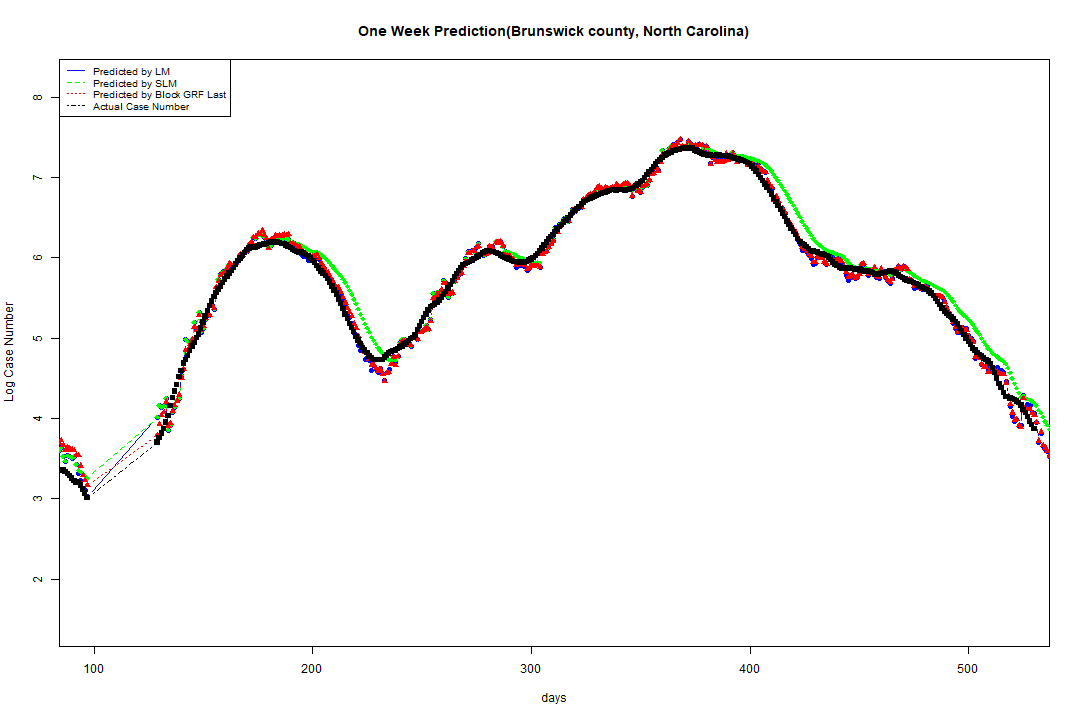 One Week Prediction(Brunswick county, North Carolina)
Predicted by LM
Predicted by SLM
Predicted by Block GRF Last
Actual Case Number
8
7
6
5
4
3
2
Log Case Number
100 200 300 400 500
days